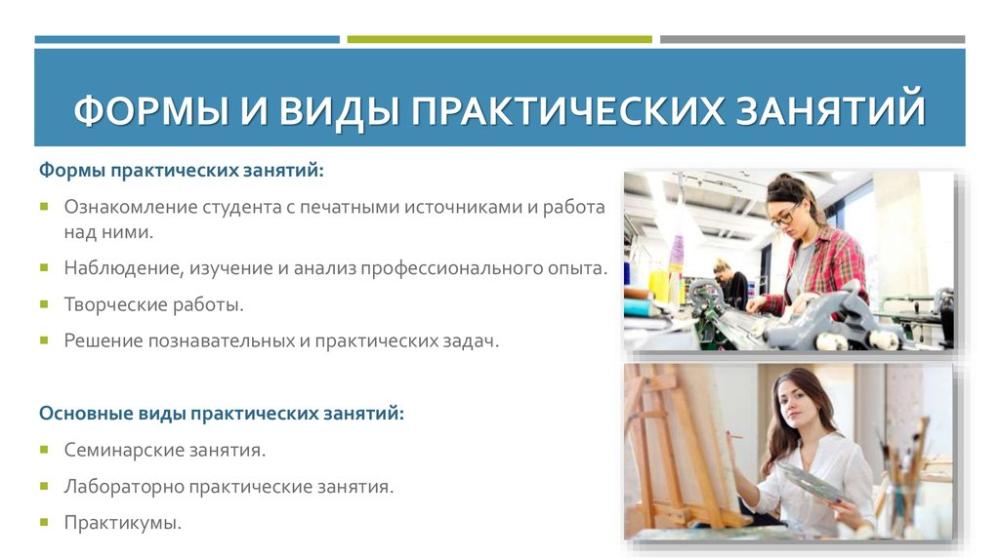 ФОРМЫ И ВИДЫ ПРАКТИЧЕСКИХ ЗАНЯТИЙ
Формы практических занятий:
Ознакомление студента с печатными источниками и работа
над ними.
Наблюдение, изучение и анализ профессионального опыта.
Творческие работы.
Решение познавательных и практических задач.
Основные виды практических занятий:
Семинарские занятия.
Лабораторно практические занятия.
Практикумы.